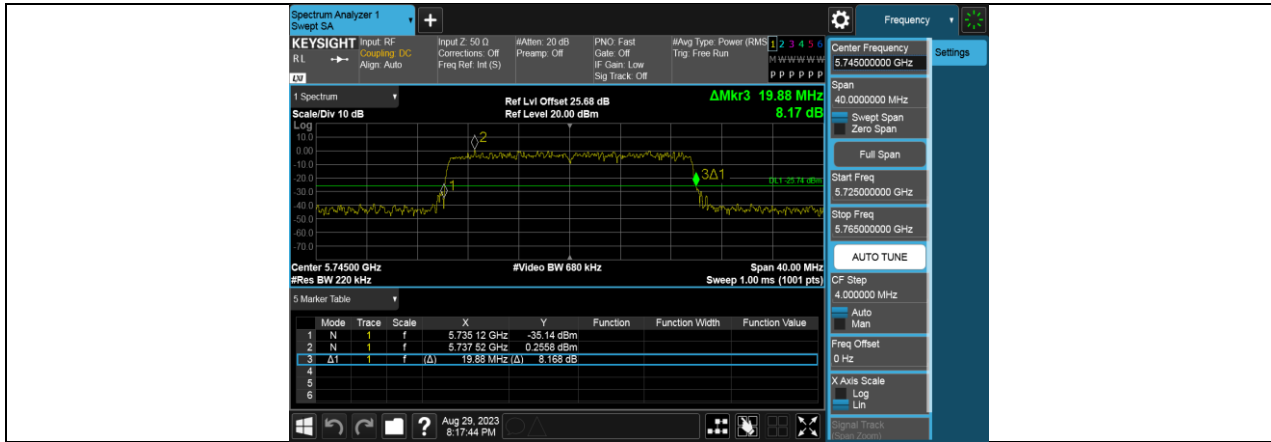 Spectrum Analyzer 1
Swept SA
+
Frequency
KEYSIGHT Input: RF Input Z: 50 Ω #Atten: 20 dB PNO: Fast #Avg Type: Power (RMS 1 2 3 4 5 6
RL Coupling: DC Corrections: Off Preamp: Off Gate: Off Trig: Free Run M W W W W W
Align: Auto Freq Ref: Int (S) IF Gain: Low
LXI Sig Track: Off P P P P P P
1 Spectrum Ref Lvl Offset 25.68 dB ΔMkr3 19.88 MHz
Scale/Div 10 dB Ref Level 20.00 dBm 8.17 dB
Log
10.0
0.00
-10.0
-20.0
-30.0
-40.0
-50.0
-60.0
-70.0
2
1
3Δ1
DL1 -25.74 dBm
Center 5.74500 GHz #Video BW 680 kHz Span 40.00 MHz
#Res BW 220 kHz Sweep 1.00 ms (1001 pts)
5 Marker Table
Mode Trace Scale X Y Function Function Width Function Value
1 N 1 f 5.735 12 GHz -35.14 dBm
2 N 1 f 5.737 52 GHz 0.2558 dBm
3 Δ1 1 f (Δ) 19.88 MHz (Δ) 8.168 dB
4
5
6
? Aug 29, 2023
8:17:44 PM
Center Frequency
5.745000000 GHz
Settings
Span
40.0000000 MHz
Swept Span
Zero Span
Full Span
Start Freq
5.725000000 GHz
Stop Freq
5.765000000 GHz
AUTO TUNE
CF Step
4.000000 MHz
Auto
Man
Freq Offset
0 Hz
X Axis Scale
Log
Lin
Signal Track
(Span Zoom)